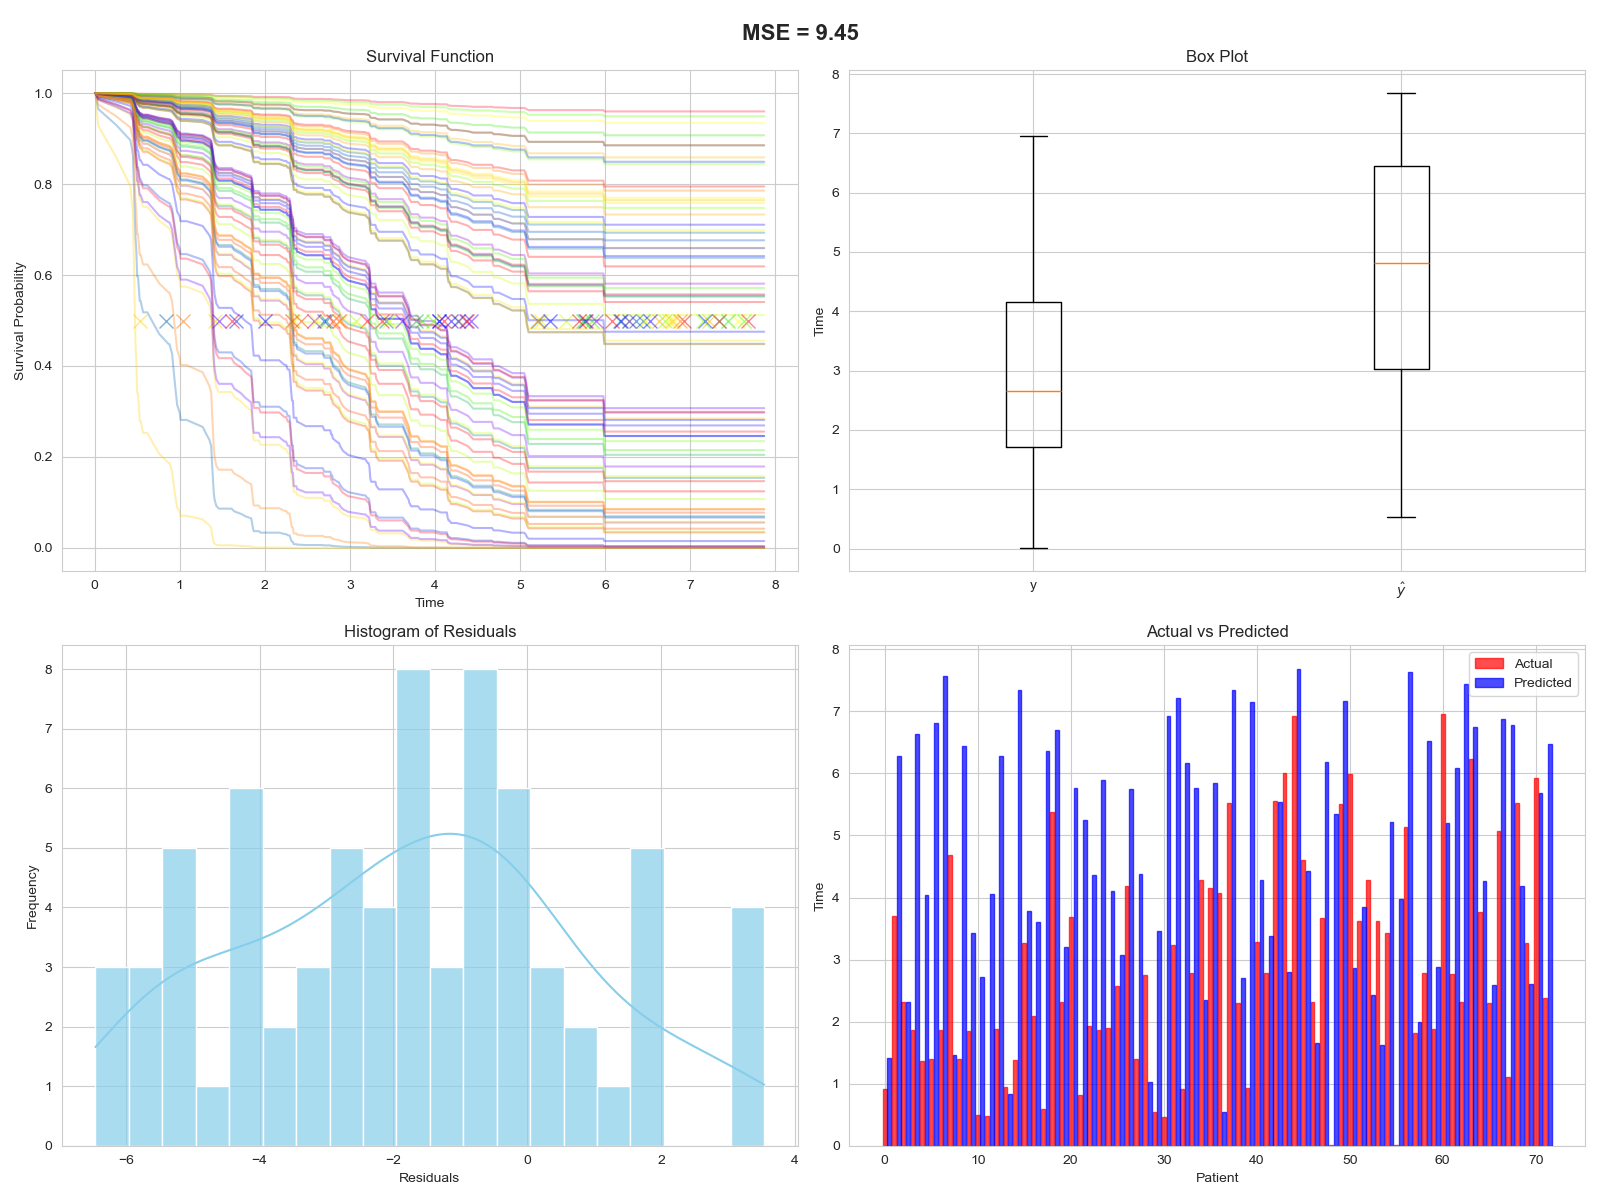 MSE = 9.45
Survival Function
1.0
0.8
0.6
0.4
0.2
0.0
Survival Probability
0 1 2 3 4 5 6 7 8
Time
Box Plot
8
7
6
5
4
3
2
1
0
Time
y ŷ
Histogram of Residuals
8
7
6
5
4
3
2
1
0
Frequency
−6 −4 −2 0 2 4
Residuals
Actual vs Predicted
Actual
Predicted
8
7
6
5
4
3
2
1
0
Time
0 10 20 30 40 50 60 70
Patient